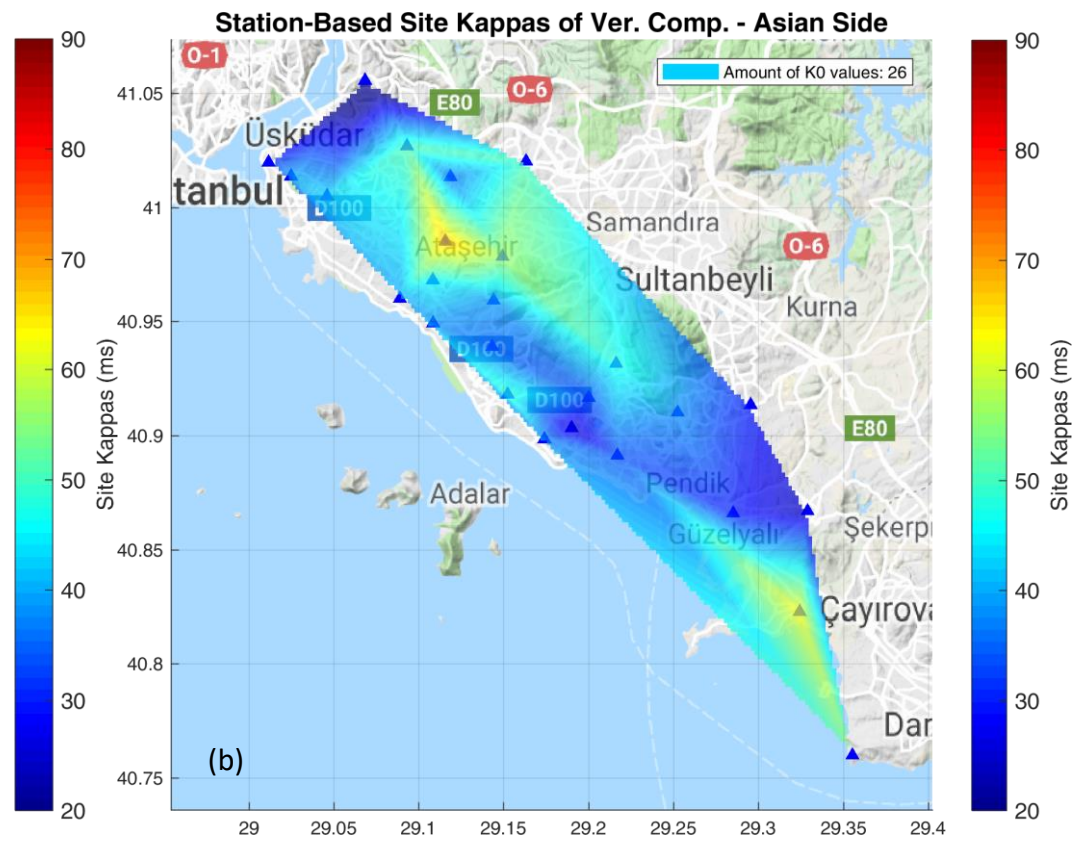 Station-Based Site Kappas of Ver. Comp. - Asian Side
90
80
70
60
50
40
30
20
Site Kappas (ms)
41.05
41
40.95
40.9
40.85
40.8
40.75
O-1
O-6
Amount of K0 values: 26
E80
Üsküdar
tanbul
D100
Samandıra
Ataşehir
O-6
Sultanbeyli
Kurna
D100
D100
E80
Pendik
Adalar
Güzelyalı
Şekerpı
Çayırova
Dar
(b)
29
29.05
29.1
29.15
29.2
29.25
29.3
29.35
29.4
90
80
70
60
50
40
30
20
Site Kappas (ms)